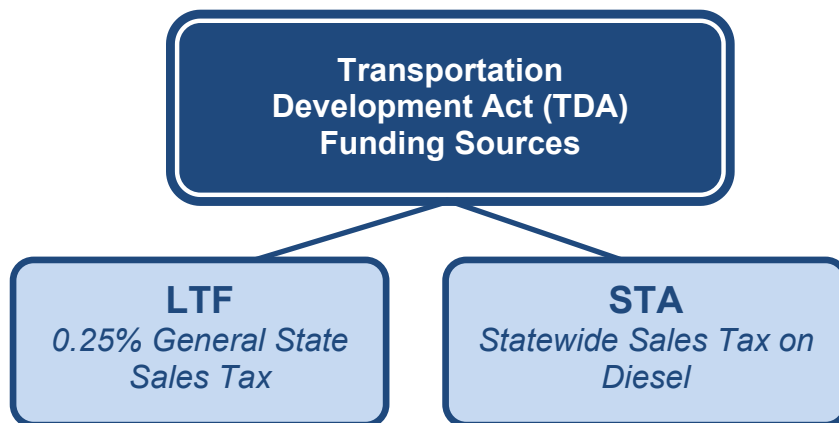 Transportation
Development Act (TDA)
Funding Sources
LTF
0.25% General State
Sales Tax
STA
Statewide Sales Tax on
Diesel